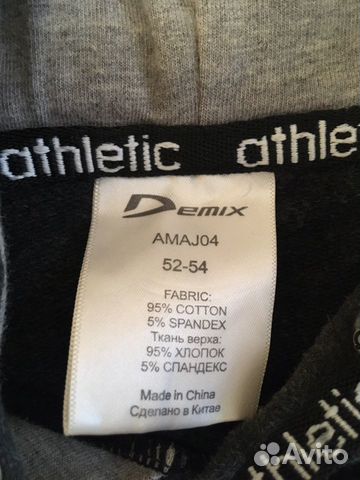 athletic athletic
Demix
AMAJ04
52-54
FABRIC:
95% COTTON
5% SPANDEX
Ткань верха:
95% ХЛОПОК
5% СПАНДЕКС
Made in China
Сделано в Китае
athletic
Avito